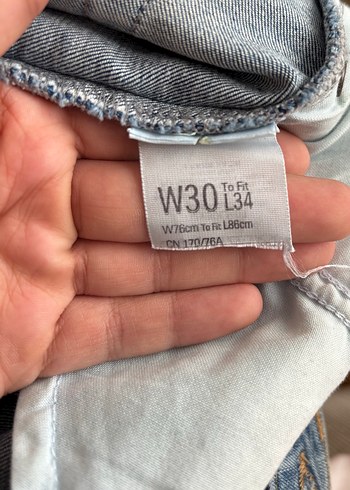 W30 To Fit L34
W76cm To Fit L86cm
CN 170/76A